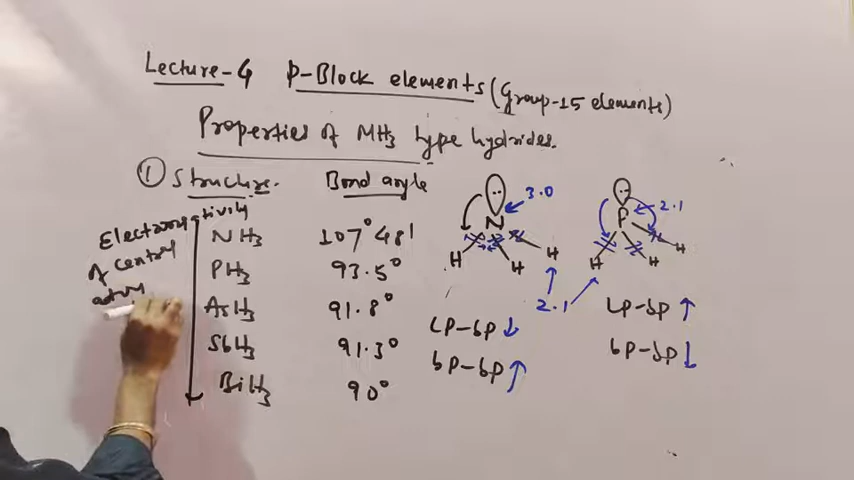 Lecture-4 P-Block elements (Group-15 elements)
Properties of MH3 type hydrides.
① Structure. Bond angle
Electronegativity
of central
NH3 107°48'
PH3 93.5°
AsH3 91.8°
SbH3 91.3°
BiH3 90°
3.0
N
H H H
2.1
P
H H H
2.1
lp-bp ↓
bp-bp ↑
lp-bp ↑
bp-bp ↓